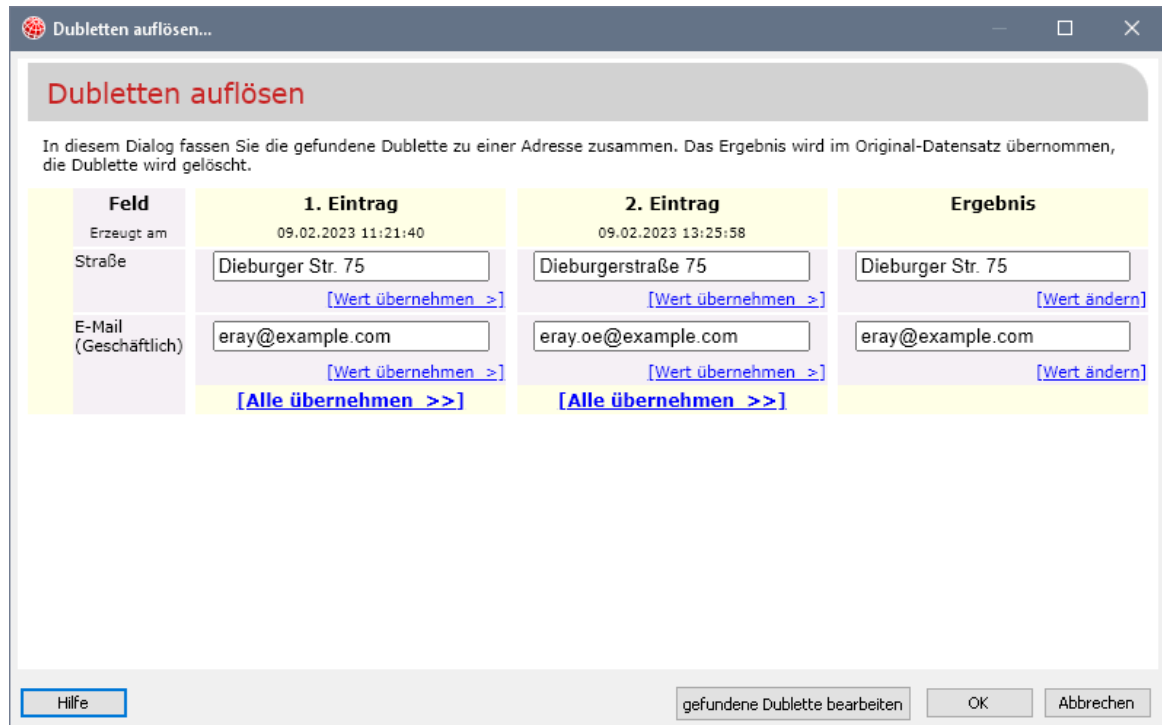 Dubletten auflösen...
Dubletten auflösen
In diesem Dialog fassen Sie die gefundene Dublette zu einer Adresse zusammen. Das Ergebnis wird im Original-Datensatz übernommen,
die Dublette wird gelöscht.
Feld 1. Eintrag 2. Eintrag Ergebnis
Erzeugt am 09.02.2023 11:21:40 09.02.2023 13:25:58
Straße Dieburger Str. 75 Dieburgerstraße 75 Dieburger Str. 75
[Wert übernehmen >] [Wert übernehmen >] [Wert ändern]
E-Mail
(Geschäftlich) eray@example.com eray.oe@example.com eray@example.com
[Wert übernehmen >] [Wert übernehmen >] [Wert ändern]
[Alle übernehmen >>] [Alle übernehmen >>]
Hilfe gefundene Dublette bearbeiten OK Abbrechen